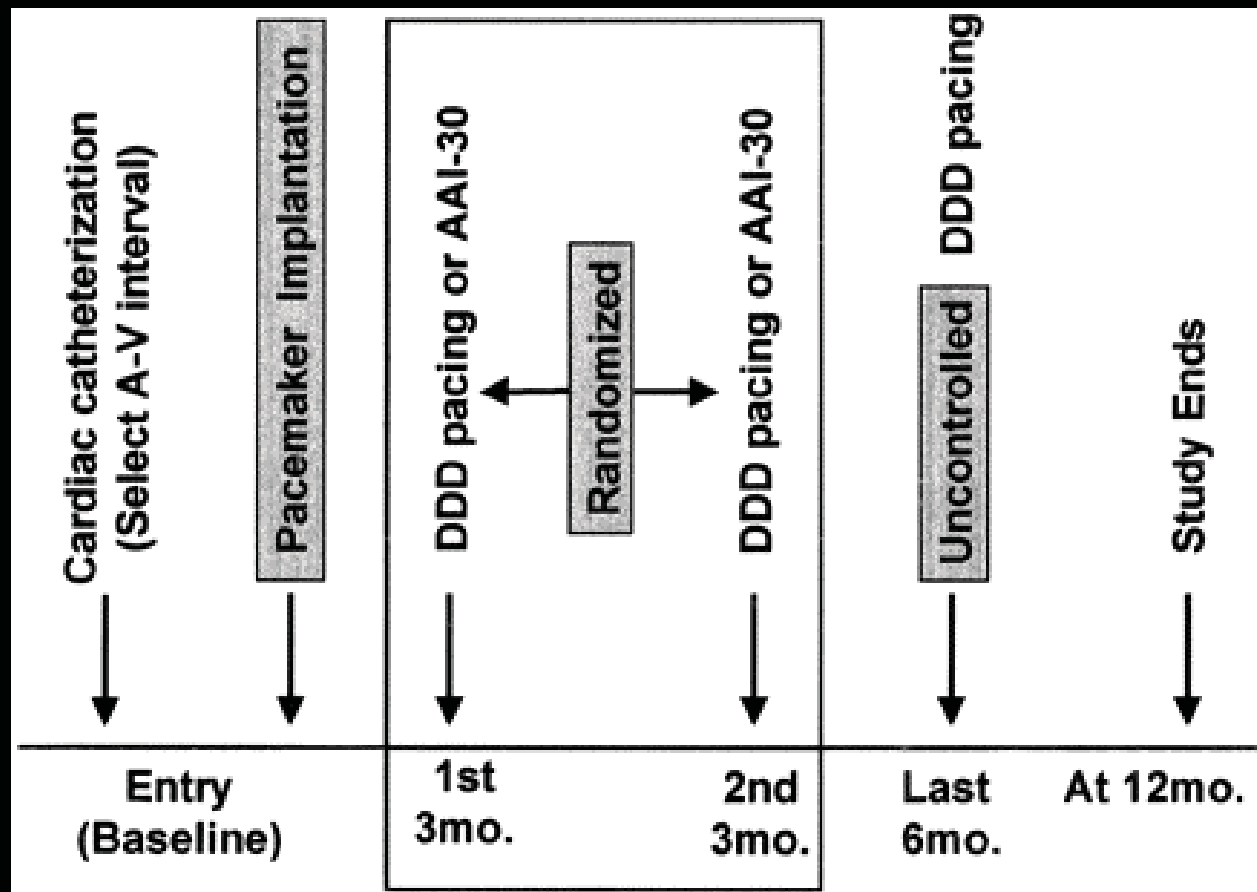 Cardiac catheterization
(Select A-V interval)
Pacemaker Implantation
DDD pacing or AAI-30
Randomized
DDD pacing or AAI-30
Uncontrolled
DDD pacing
Study Ends
Entry
(Baseline)
1st
3mo.
2nd
3mo.
Last
6mo.
At 12mo.